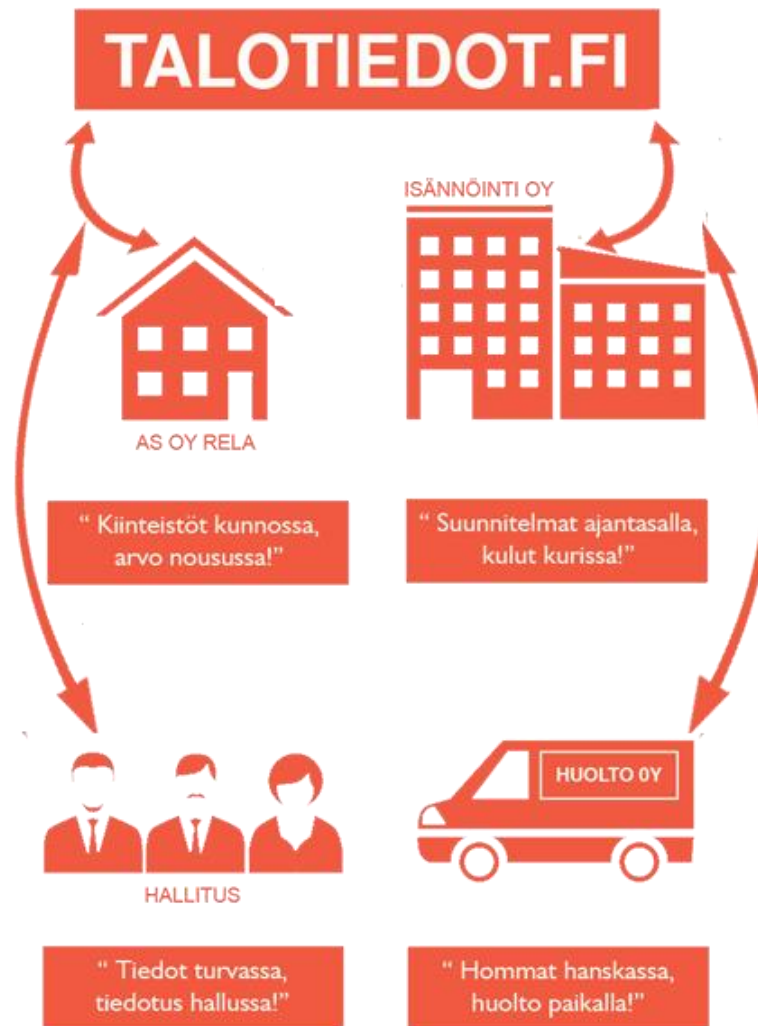 TALOTIEDOT.FI
ISÄNNÖINTI OY
AS OY RELA
“ Kiinteistöt kunnossa,
arvo nousussa!”
“ Suunnitelmat ajantasalla,
kulut kurissa!”
HUOLTO 0Y
HALLITUS
“ Tiedot turvassa,
tiedotus hallussa!”
“ Hommat hanskassa,
huolto paikalla!”